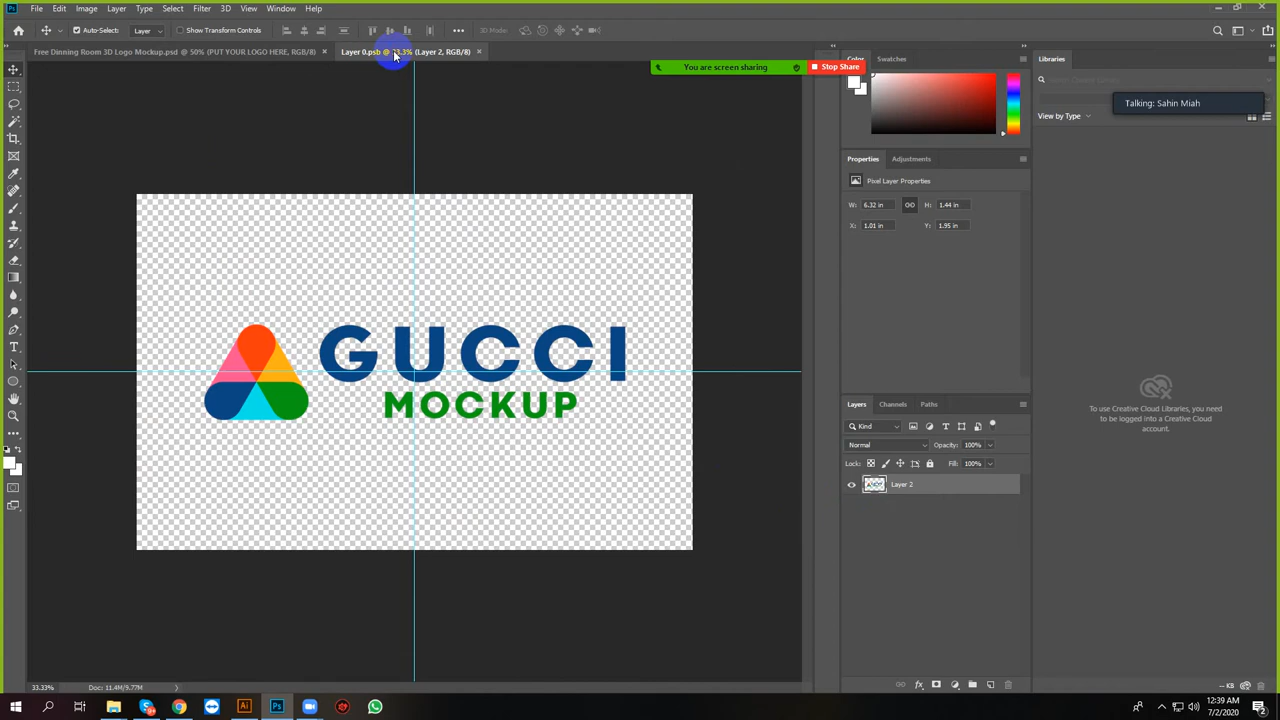 Ps File Edit Image Layer Type Select Filter 3D View Window Help
Auto-Select: Layer Show Transform Controls 3D Mode:
Free Dinning Room 3D Logo Mockup.psd @ 50% (PUT YOUR LOGO HERE, RGB/8) × Layer 0.psb @ 33.3% (Layer 2, RGB/8) ×
You are screen sharing Stop Share
Color Swatches
Libraries
Talking: Sahin Miah
View by Type
Properties Adjustments
Pixel Layer Properties
W: 6.32 in H: 1.44 in
X: 1.01 in Y: 1.95 in
GUCCI
MOCKUP
To use Creative Cloud Libraries, you need
to be logged into a Creative Cloud
account.
Layers Channels Paths
Kind
Normal Opacity: 100%
Lock: Fill: 100%
Layer 2
33.33% Doc: 11.4M/9.77M
-- KB
Ai Ps
12:39 AM
7/2/2020